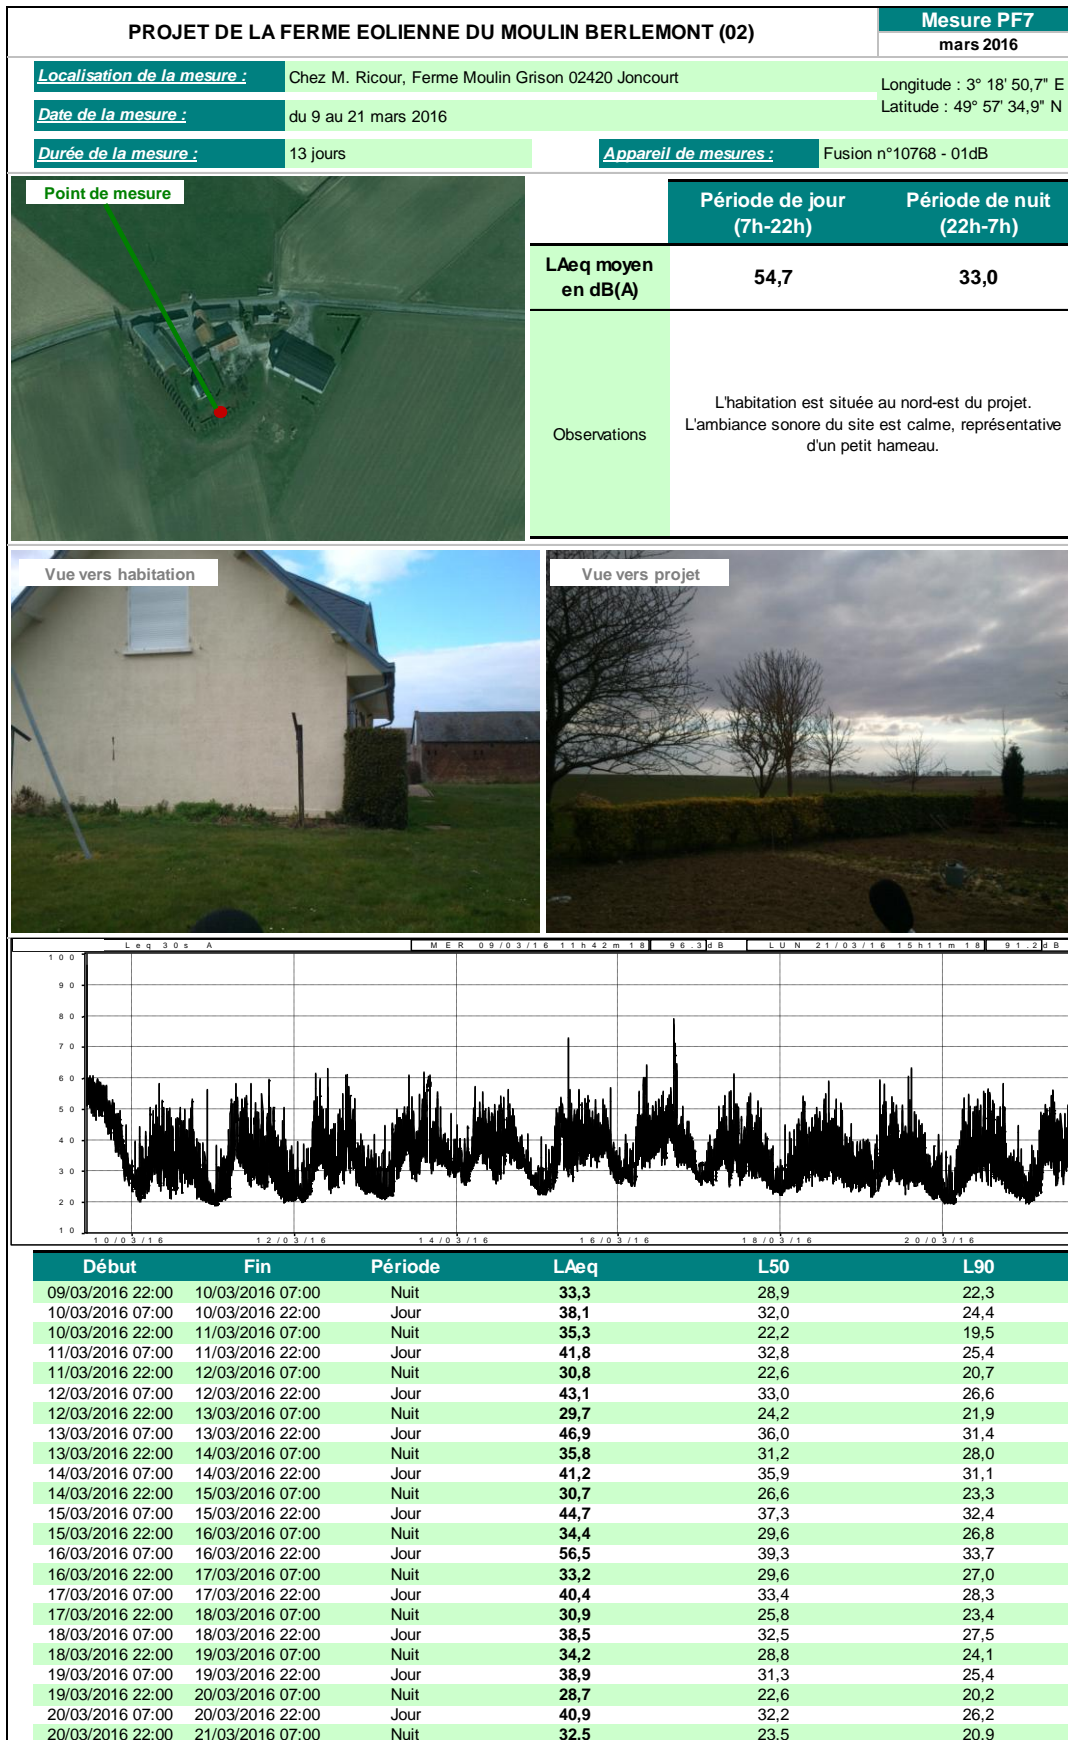 PROJET DE LA FERME EOLIENNE DU MOULIN BERLEMONT (02)
Mesure PF7
mars 2016
Localisation de la mesure :
Chez M. Ricour, Ferme Moulin Grison 02420 Joncourt
Longitude : 3° 18' 50,7" E
Latitude : 49° 57' 34,9" N
Date de la mesure :
du 9 au 21 mars 2016
Durée de la mesure :
13 jours
Appareil de mesures :
Fusion n°10768 - 01dB
Point de mesure
Période de jour
(7h-22h)
Période de nuit
(22h-7h)
LAeq moyen
en dB(A)
54,7
33,0
Observations
L'habitation est située au nord-est du projet.
L'ambiance sonore du site est calme, représentative
d'un petit hameau.
Vue vers habitation
Vue vers projet
Leq 30s A
MER 09/03/16 11h42m18
96.3dB
LUN 21/03/16 15h11m18
91.2dB
100
90
80
70
60
50
40
30
20
10
10/03/16 12/03/16 14/03/16 16/03/16 18/03/16 20/03/16
Début Fin Période LAeq L50 L90
09/03/2016 22:00 10/03/2016 07:00 Nuit 33,3 28,9 22,3
10/03/2016 07:00 10/03/2016 22:00 Jour 38,1 32,0 24,4
10/03/2016 22:00 11/03/2016 07:00 Nuit 35,3 22,2 19,5
11/03/2016 07:00 11/03/2016 22:00 Jour 41,8 32,8 25,4
11/03/2016 22:00 12/03/2016 07:00 Nuit 30,8 22,6 20,7
12/03/2016 07:00 12/03/2016 22:00 Jour 43,1 33,0 26,6
12/03/2016 22:00 13/03/2016 07:00 Nuit 29,7 24,2 21,9
13/03/2016 07:00 13/03/2016 22:00 Jour 46,9 36,0 31,4
13/03/2016 22:00 14/03/2016 07:00 Nuit 35,8 31,2 28,0
14/03/2016 07:00 14/03/2016 22:00 Jour 41,2 35,9 31,1
14/03/2016 22:00 15/03/2016 07:00 Nuit 30,7 26,6 23,3
15/03/2016 07:00 15/03/2016 22:00 Jour 44,7 37,3 32,4
15/03/2016 22:00 16/03/2016 07:00 Nuit 34,4 29,6 26,8
16/03/2016 07:00 16/03/2016 22:00 Jour 56,5 39,3 33,7
16/03/2016 22:00 17/03/2016 07:00 Nuit 33,2 29,6 27,0
17/03/2016 07:00 17/03/2016 22:00 Jour 40,4 33,4 28,3
17/03/2016 22:00 18/03/2016 07:00 Nuit 30,9 25,8 23,4
18/03/2016 07:00 18/03/2016 22:00 Jour 38,5 32,5 27,5
18/03/2016 22:00 19/03/2016 07:00 Nuit 34,2 28,8 24,1
19/03/2016 07:00 19/03/2016 22:00 Jour 38,9 31,3 25,4
19/03/2016 22:00 20/03/2016 07:00 Nuit 28,7 22,6 20,2
20/03/2016 07:00 20/03/2016 22:00 Jour 40,9 32,2 26,2
20/03/2016 22:00 21/03/2016 07:00 Nuit 32,5 23,5 20,9